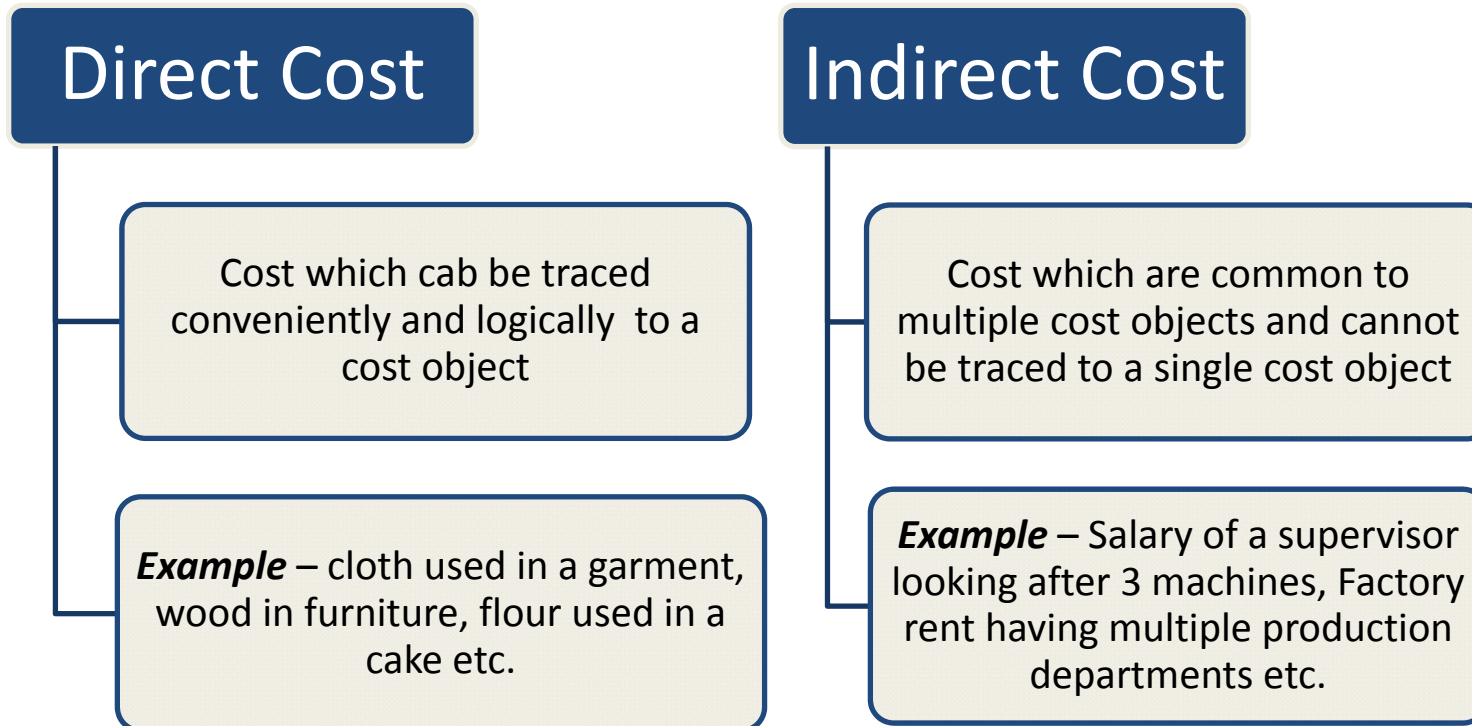 Direct Cost
Cost which cab be traced
conveniently and logically to a
cost object
Example – cloth used in a garment,
wood in furniture, flour used in a
cake etc.
Indirect Cost
Cost which are common to
multiple cost objects and cannot
be traced to a single cost object
Example – Salary of a supervisor
looking after 3 machines, Factory
rent having multiple production
departments etc.